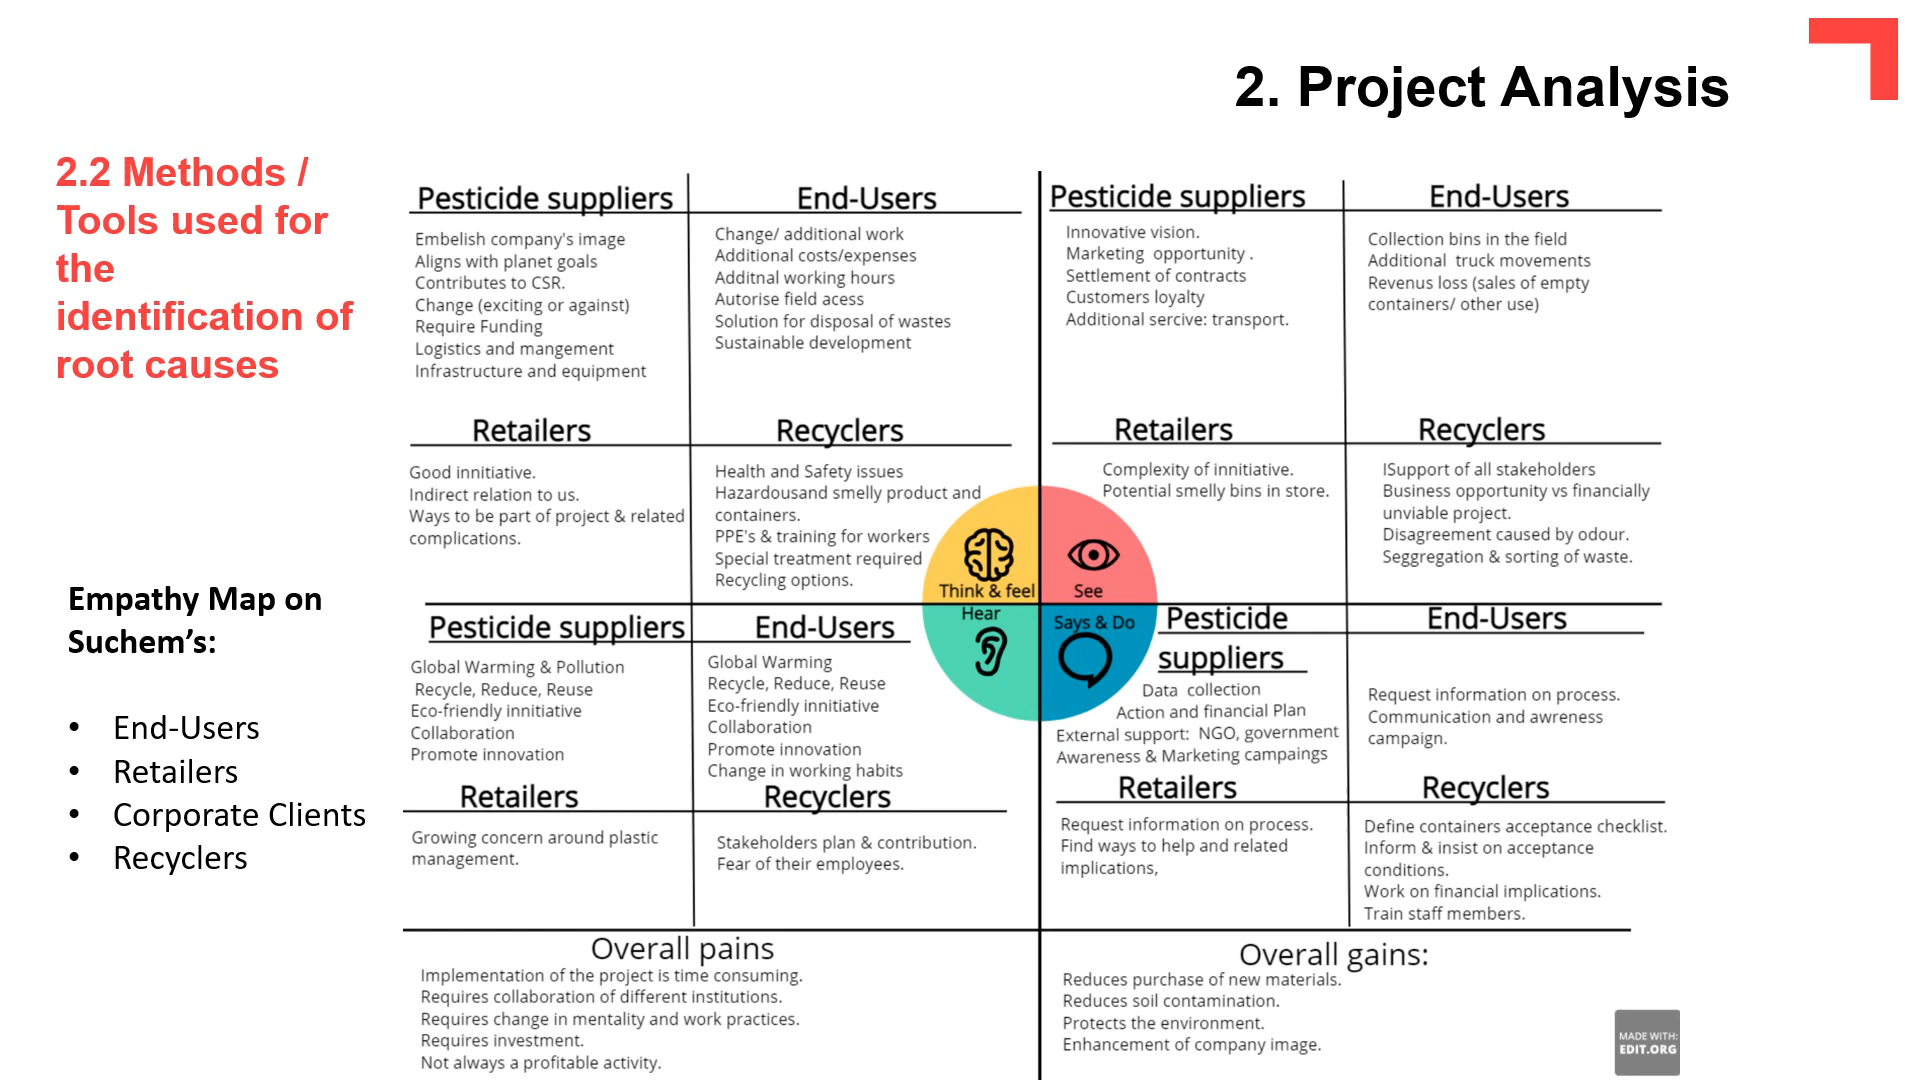 2. Project Analysis
2.2 Methods /
Tools used for
the
identification of
root causes
Empathy Map on
Suchem’s:
• End-Users
• Retailers
• Corporate Clients
• Recyclers
Pesticide suppliers
Embelish company's image
Aligns with planet goals
Contributes to CSR.
Change (exciting or against)
Require Funding
Logistics and mangement
Infrastructure and equipment
End-Users
Change/ additional work
Additional costs/expenses
Additnal working hours
Autorise field acess
Solution for disposal of wastes
Sustainable development
Retailers
Good innitiative.
Indirect relation to us.
Ways to be part of project & related
complications.
Recyclers
Health and Safety issues
Hazardousand smelly product and
containers.
PPE's & training for workers
Special treatment required
Recycling options.
Pesticide suppliers
Innovative vision.
Marketing opportunity .
Settlement of contracts
Customers loyalty
Additional sercive: transport.
End-Users
Collection bins in the field
Additional truck movements
Revenus loss (sales of empty
containers/ other use)
Retailers
Complexity of innitiative.
Potential smelly bins in store.
Recyclers
ISupport of all stakeholders
Business opportunity vs financially
unviable project.
Disagreement caused by odour.
Seggregation & sorting of waste.
Think & feel
See
Hear
Says & Do
Pesticide suppliers
Global Warming & Pollution
Recycle, Reduce, Reuse
Eco-friendly innitiative
Collaboration
Promote innovation
End-Users
Global Warming
Recycle, Reduce, Reuse
Eco-friendly innitiative
Collaboration
Promote innovation
Change in working habits
Retailers
Growing concern around plastic
management.
Recyclers
Stakeholders plan & contribution.
Fear of their employees.
Pesticide
suppliers
Data collection
Action and financial Plan
External support: NGO, government
Awareness & Marketing campaings
End-Users
Request information on process.
Communication and awreness
campaign.
Retailers
Request information on process.
Find ways to help and related
implications,
Recyclers
Define containers acceptance checklist.
Inform & insist on acceptance
conditions.
Work on financial implications.
Train staff members.
Overall pains
Implementation of the project is time consuming.
Requires collaboration of different institutions.
Requires change in mentality and work practices.
Requires investment.
Not always a profitable activity.
Overall gains:
Reduces purchase of new materials.
Reduces soil contamination.
Protects the environment.
Enhancement of company image.
MADE WITH:
EDIT.ORG